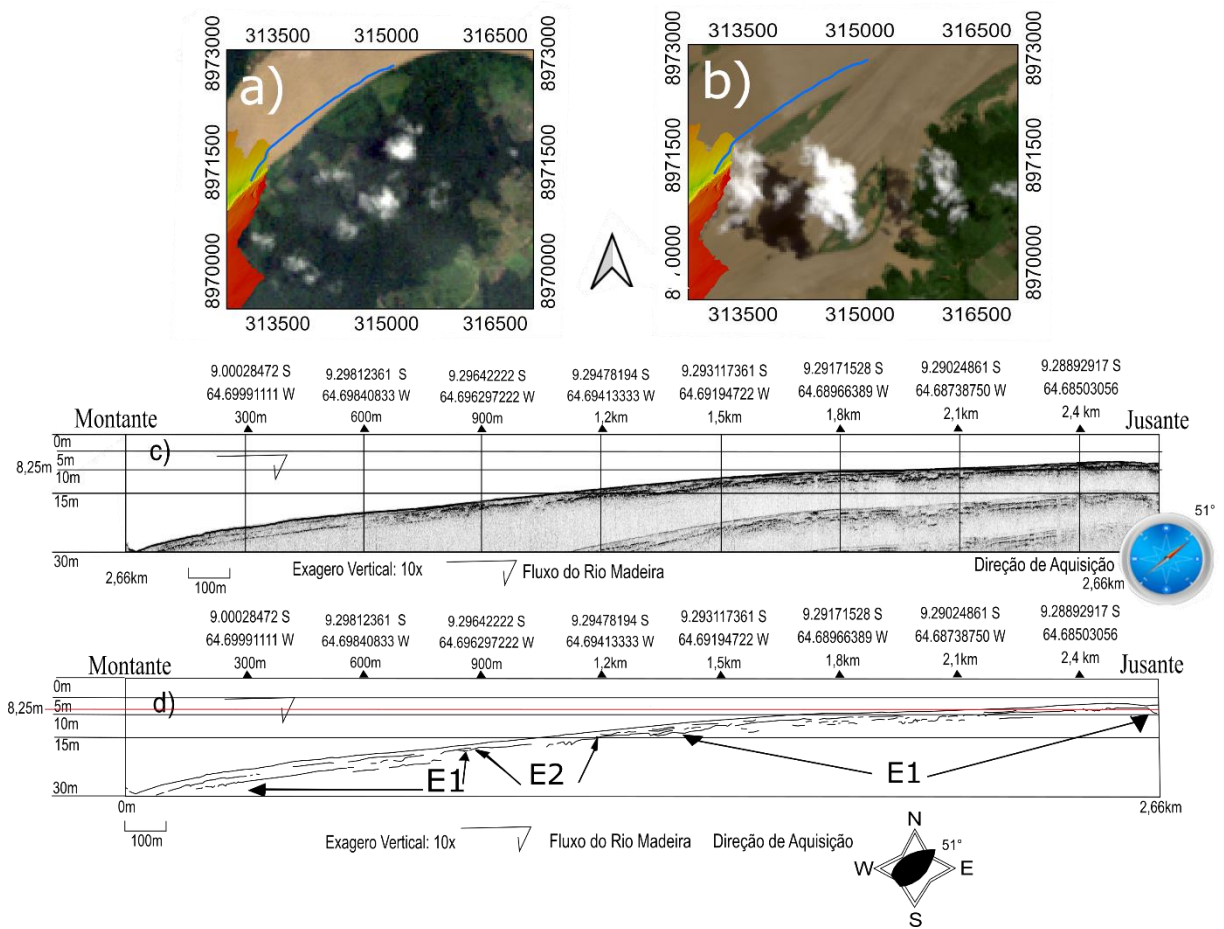 313500 315000 316500
313500 315000 316500
a)
b)
8973000
8971500
8970000
8973000
8971500
8970000
8973000
8971500
8973000
8971500
8970000
313500 315000 316500
313500 315000 316500
9.00028472 S 9.29812361 S 9.29642222 S 9.29478194 S 9.293117361 S 9.29171528 S 9.29024861 S 9.28892917 S
64.69991111 W 64.69840833 W 64.696297222 W 64.69413333 W 64.69194722 W 64.68966389 W 64.68738750 W 64.68503056
Montante 300m 600m 900m 1,2km 1,5km 1,8km 2,1km 2,4 km Jusante
0m
c)
5m
8,25m
10m
15m
30m
51°
2,66km
100m
Exagero Vertical: 10x
Fluxo do Rio Madeira
Direção de Aquisição
2,66km
9.00028472 S 9.29812361 S 9.29642222 S 9.29478194 S 9.293117361 S 9.29171528 S 9.29024861 S 9.28892917 S
64.69991111 W 64.69840833 W 64.696297222 W 64.69413333 W 64.69194722 W 64.68966389 W 64.68738750 W 64.68503056
Montante 300m 600m 900m 1,2km 1,5km 1,8km 2,1km 2,4 km Jusante
0m
d)
5m
8,25m
10m
15m
30m
E1
E2
E1
0m
2,66km
100m
Exagero Vertical: 10x
Fluxo do Rio Madeira
Direção de Aquisição
N
51°
W
E
S